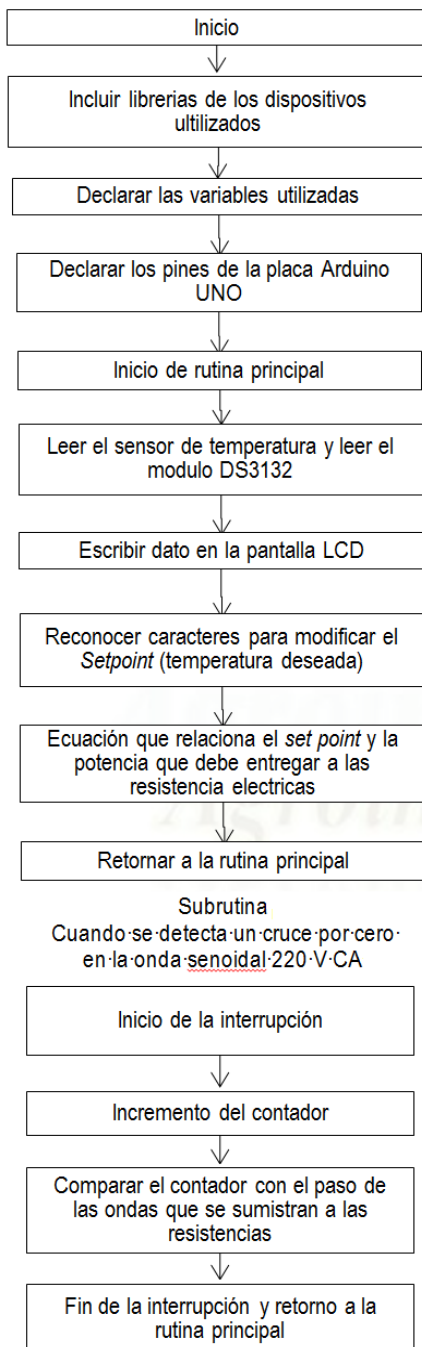 Inicio
Incluir librerias de los dispositivos
ultilizados
Declarar las variables utilizadas
Declarar los pines de la placa Arduino
UNO
Inicio de rutina principal
Leer el sensor de temperatura y leer el
modulo DS3132
Escribir dato en la pantalla LCD
Reconocer caracteres para modificar el
Setpoint (temperatura deseada)
Ecuación que relaciona el set point y la
potencia que debe entregar a las
resistencia electricas
Retornar a la rutina principal
Subrutina
Cuando·se·detecta·un·cruce·por·cero·
en·la·onda·senoidal·220·V·CA
Inicio de la interrupción
Incremento del contador
Comparar el contador con el paso de
las ondas que se sumistran a las
resistencias
Fin de la interrupción y retorno a la
rutina principal